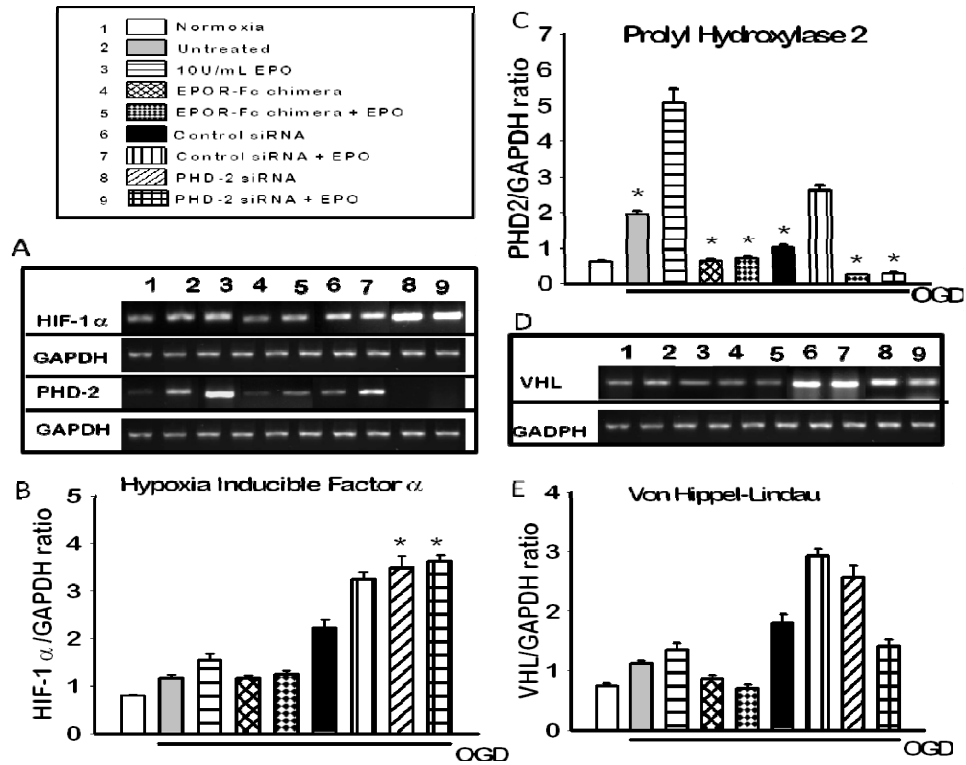 1 Normoxia
2 Untreated
3 10U/mL EPO
4 EPOR-Fc chimera
5 EPOR-Fc chimera + EPO
6 Control siRNA
7 Control siRNA + EPO
8 PHD-2 siRNA
9 PHD-2 siRNA + EPO
A
1 2 3 4 5 6 7 8 9
HIF-1 α
GAPDH
PHD-2
GAPDH
B
Hypoxia Inducible Factor α
HIF-1 α/GAPDH ratio
5
4
3
2
1
0
* *
OGD
C
Prolyl Hydroxylase 2
PHD2/GAPDH ratio
7
6
5
4
3
2
1
0
* * * * * *
OGD
D
1 2 3 4 5 6 7 8 9
VHL
GADPH
E
Von Hippel-Lindau
VHL/GAPDH ratio
4
3
2
1
0
OGD